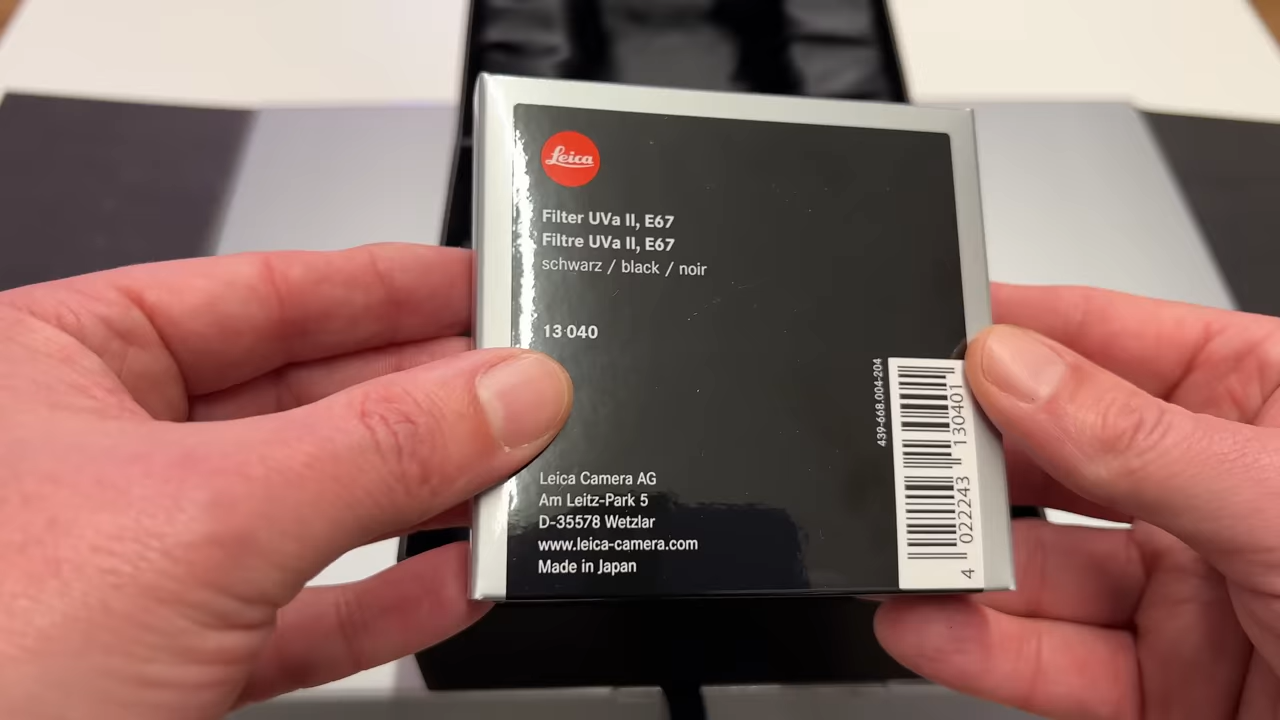 Leica
Filter UVa II, E67
Filtre UVa II, E67
schwarz / black / noir
13 040
439-668.004-204
4 022243 130401
Leica Camera AG
Am Leitz-Park 5
D-35578 Wetzlar
www.leica-camera.com
Made in Japan